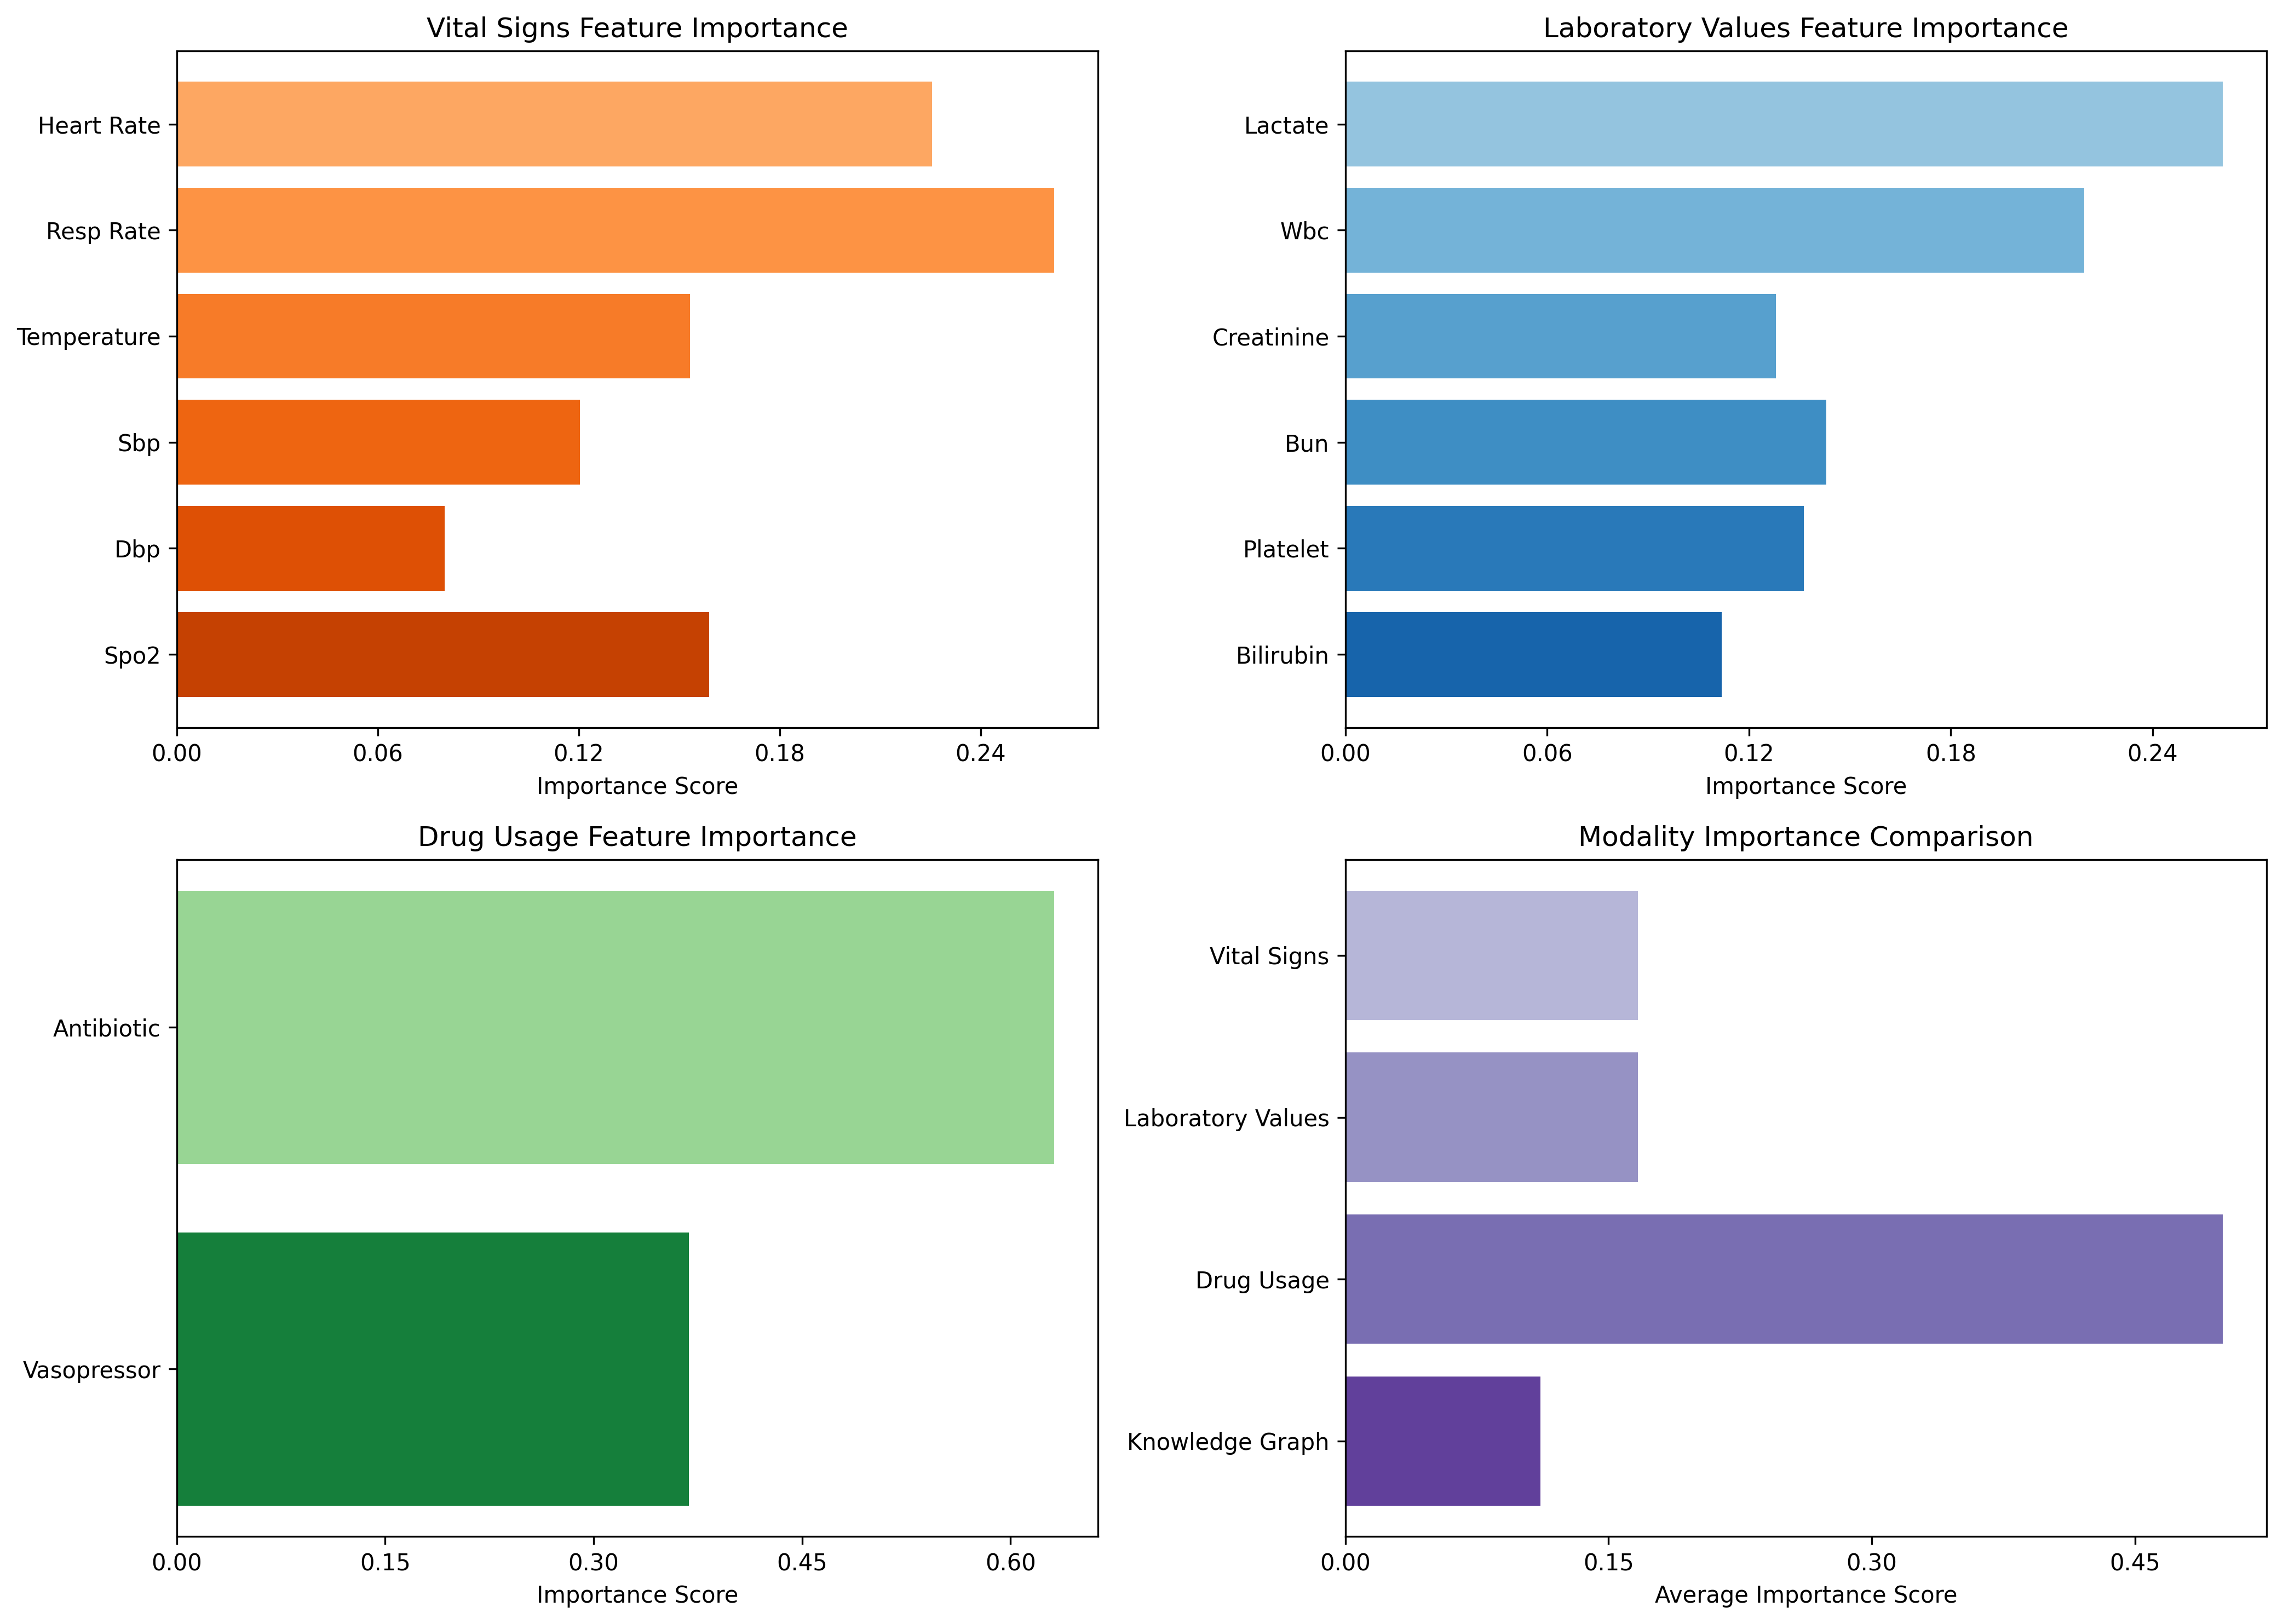 Vital Signs Feature Importance
Heart Rate
Resp Rate
Temperature
Sbp
Dbp
Spo2
0.00 0.06 0.12 0.18 0.24
Importance Score
Laboratory Values Feature Importance
Lactate
Wbc
Creatinine
Bun
Platelet
Bilirubin
0.00 0.06 0.12 0.18 0.24
Importance Score
Drug Usage Feature Importance
Antibiotic
Vasopressor
0.00 0.15 0.30 0.45 0.60
Importance Score
Modality Importance Comparison
Vital Signs
Laboratory Values
Drug Usage
Knowledge Graph
0.00 0.15 0.30 0.45
Average Importance Score